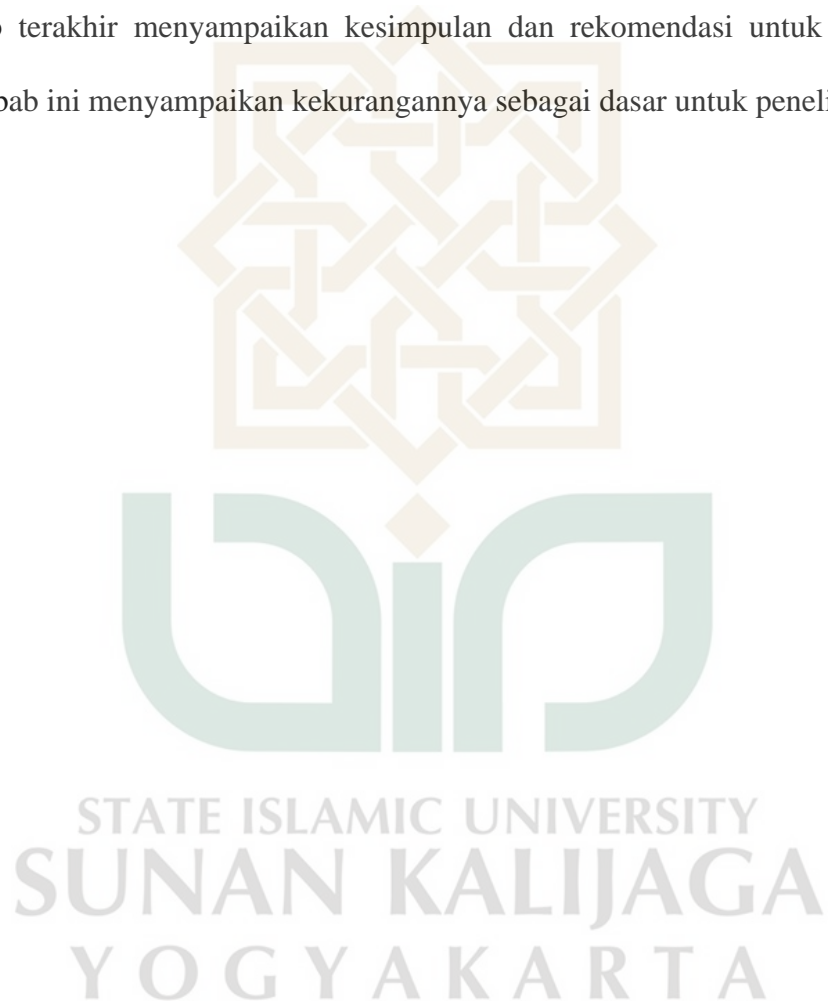 terakhir menyampaikan kesimpulan dan rekomendasi untuk
bab ini menyampaikan kekurangannya sebagai dasar untuk
STATE ISLAMIC UNIVERSITY
SUNAN KALIJAGA
YOGYAKARTA